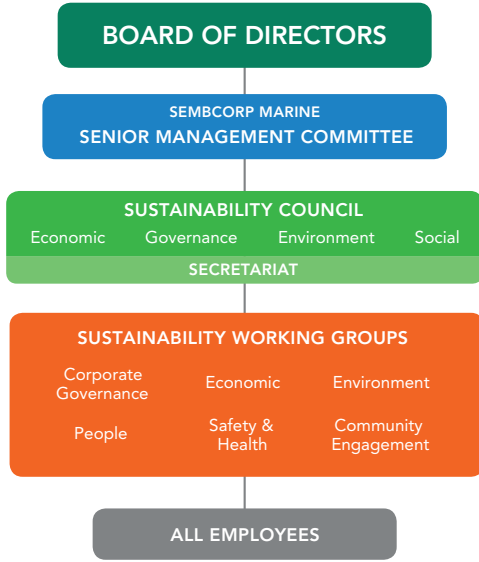 BOARD OF DIRECTORS
SEMBCORP MARINE
SENIOR MANAGEMENT COMMITTEE
SUSTAINABILITY COUNCIL
Economic Governance Environment Social
SECRETARIAT
SUSTAINABILITY WORKING GROUPS
Corporate
Governance
Economic
Environment
People
Safety &
Health
Community
Engagement
ALL EMPLOYEES